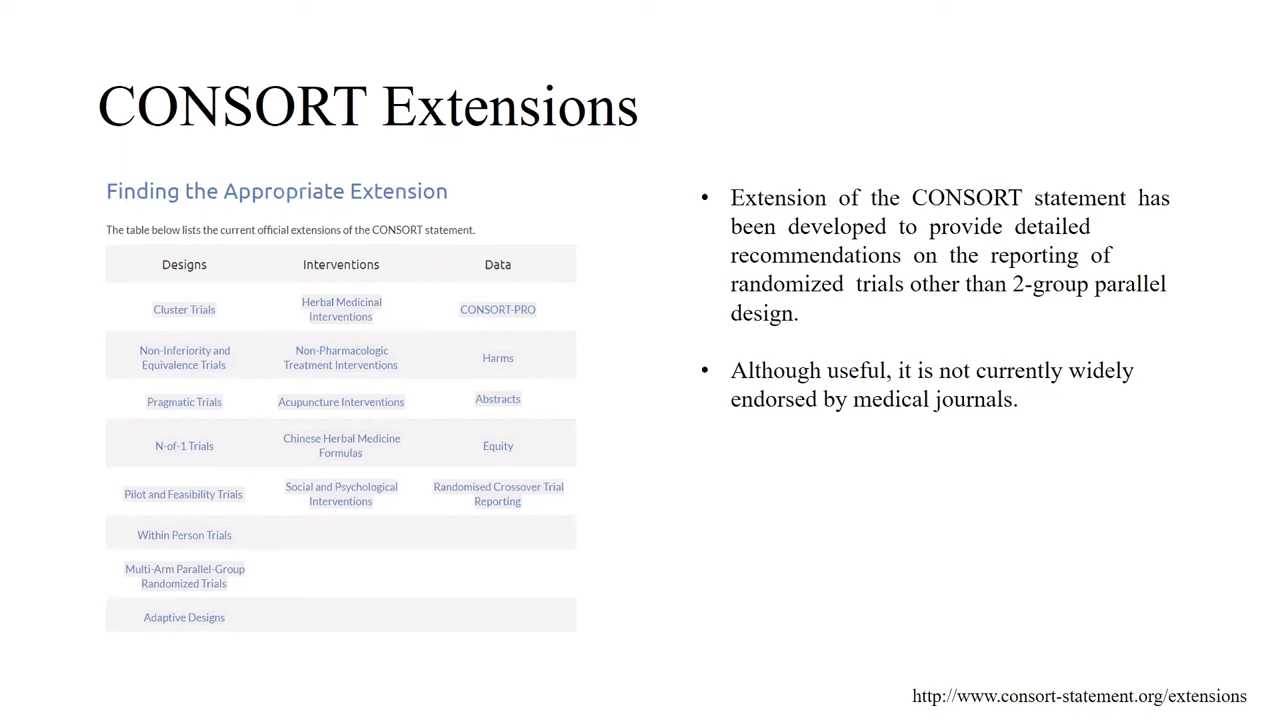 CONSORT Extensions
Finding the Appropriate Extension
The table below lists the current official extensions of the CONSORT statement.
Designs Interventions Data
Cluster Trials
Herbal Medicinal
Interventions
CONSORT-PRO
Non-Inferiority and
Equivalence Trials
Non-Pharmacologic
Treatment Interventions
Harms
Pragmatic Trials
Acupuncture Interventions
Abstracts
N-of-1 Trials
Chinese Herbal Medicine
Formulas
Equity
Pilot and Feasibility Trials
Social and Psychological
Interventions
Randomised Crossover Trial
Reporting
Within Person Trials
Multi-Arm Parallel-Group
Randomized Trials
Adaptive Designs
• Extension of the CONSORT statement has
been developed to provide detailed
recommendations on the reporting of
randomized trials other than 2-group parallel
design.
• Although useful, it is not currently widely
endorsed by medical journals.
http://www.consort-statement.org/extensions